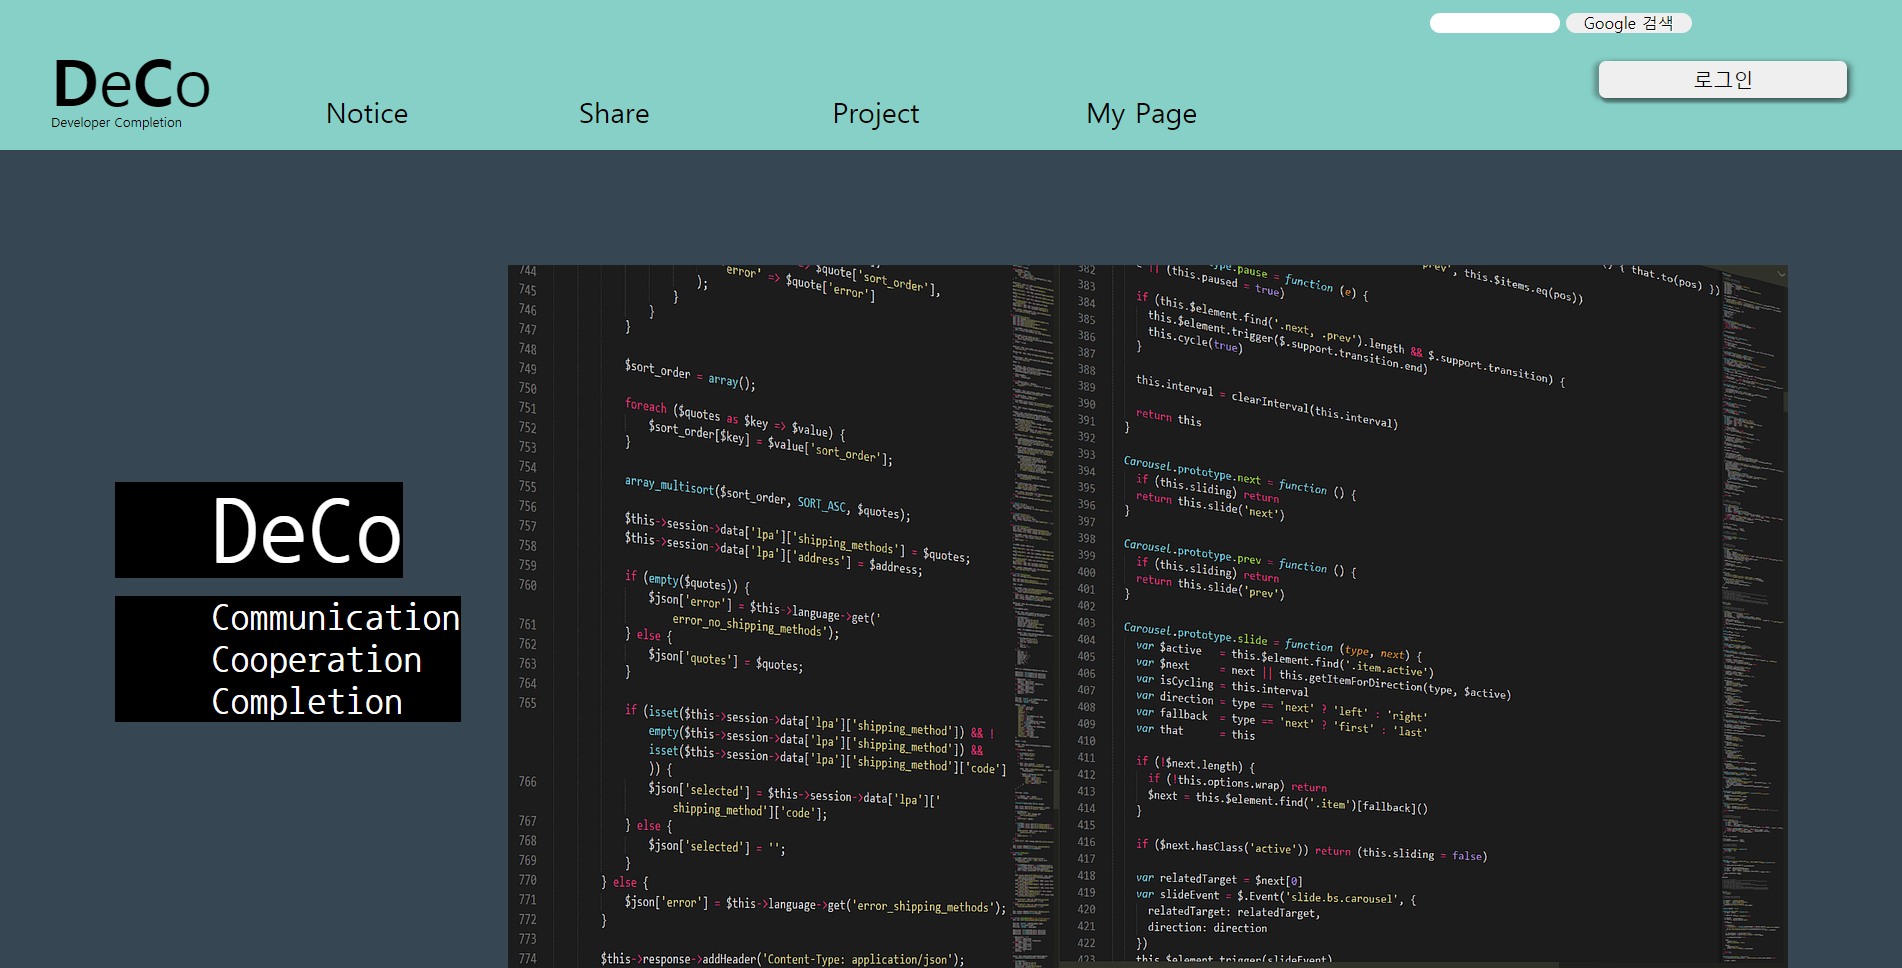 Google 검색
DeCo
Developer Completion
Notice
Share
Project
My Page
로그인
DeCo
Communication
Cooperation
Completion
744
745
746
747
748
749
750
751
752
753
754
755
756
757
758
759
760
761
762
763
764
765
766
767
768
769
770
771
772
773
774
'error' => $quote['error']
);
}
}
}
$sort_order = array();
foreach ($quotes as $key => $value) {
$sort_order[$key] = $value['sort_order'];
}
array_multisort($sort_order, SORT_ASC, $quotes);
$this->session->data['lpa']['shipping_methods'] = $quotes;
$this->session->data['lpa']['address'] = $address;
if (empty($quotes)) {
$json['error'] = $this->language->get('
error_no_shipping_methods');
} else {
$json['quotes'] = $quotes;
}
if (isset($this->session->data['lpa']['shipping_method']) && !
empty($this->session->data['lpa']['shipping_method']) &&
isset($this->session->data['lpa']['shipping_method']['code']
)) {
$json['selected'] = $this->session->data['lpa']['
shipping_method']['code'];
} else {
$json['selected'] = '';
}
} else {
$json['error'] = $this->language->get('error_shipping_methods');
}
$this->response->addHeader('Content-Type: application/json');
382
383
384
385
386
387
388
389
390
391
392
393
394
395
396
397
398
399
400
401
402
403
404
405
406
407
408
409
410
411
412
413
414
415
416
417
418
419
420
421
422
423
.pause = function (e) {
|| (this.paused = true)
if (this.$element.find('.next, .prev').length && $.support.transition) {
this.$element.trigger($.support.transition.end)
this.cycle(true)
}
this.interval = clearInterval(this.interval)
return this
}
Carousel.prototype.next = function () {
if (this.sliding) return
return this.slide('next')
}
Carousel.prototype.prev = function () {
if (this.sliding) return
return this.slide('prev')
}
Carousel.prototype.slide = function (type, next) {
var $active = this.$element.find('.item.active')
var $next = next || this.getItemForDirection(type, $active)
var isCycling = this.interval
var direction = type == 'next' ? 'left' : 'right'
var fallback = type == 'next' ? 'first' : 'last'
var that = this
if (!$next.length) {
if (!this.options.wrap) return
$next = this.$element.find('.item')[fallback]()
}
if ($next.hasClass('active')) return (this.sliding = false)
var relatedTarget = $next[0]
var slideEvent = $.Event('slide.bs.carousel', {
relatedTarget: relatedTarget,
direction: direction
})
this.$element.trigger(slideEvent)